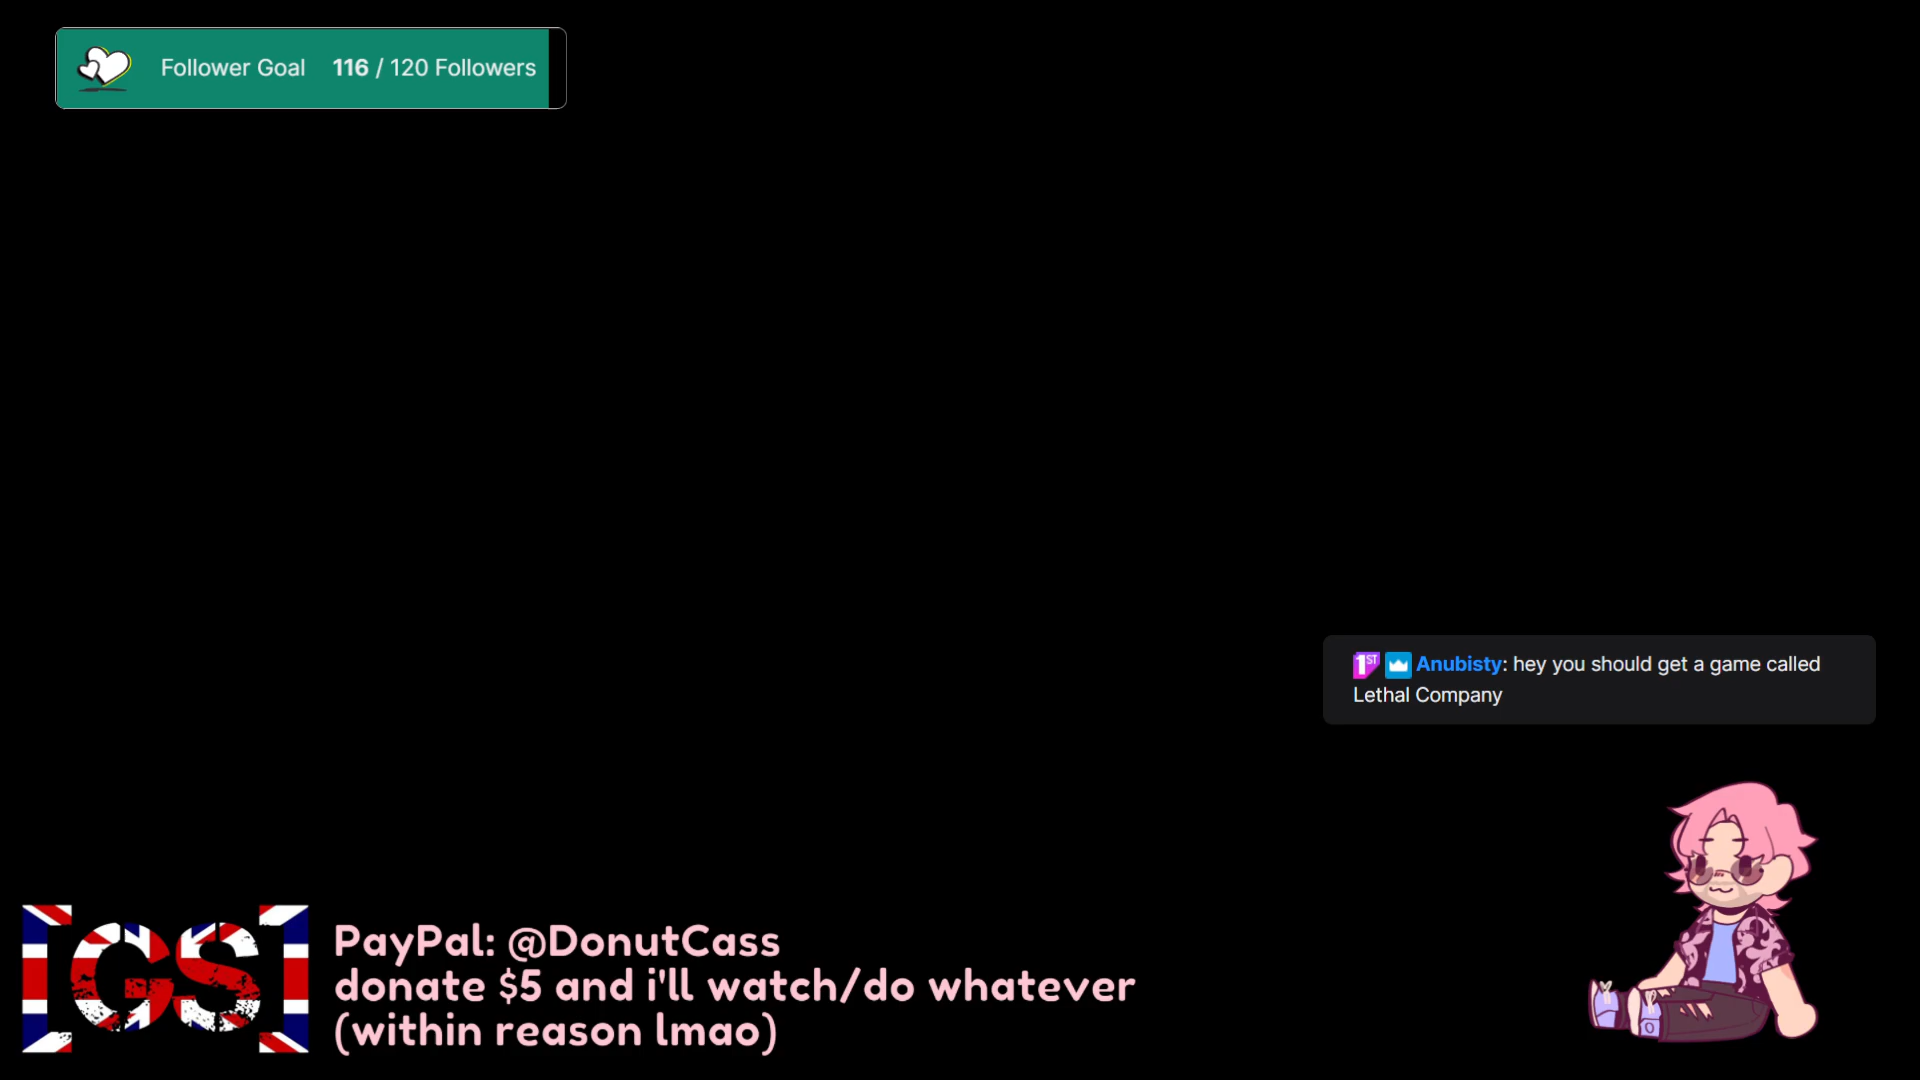 Follower Goal 116 / 120 Followers
1ST Anubisty: hey you should get a game called
Lethal Company
[GS]
PayPal: @DonutCass
donate $5 and i'll watch/do whatever
(within reason lmao)